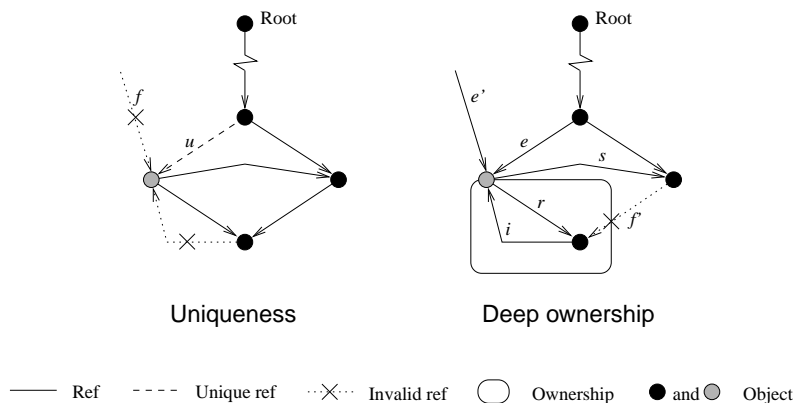 Root
Root
f
e'
u
e
s
r
i
f'
Uniqueness
Deep ownership
Ref
Unique ref
Invalid ref
Ownership
and
Object